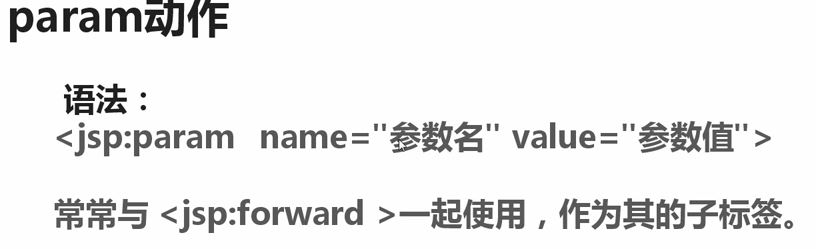 param动作
语法：
<jsp:param name="参数名" value="参数值">
常常与 <jsp:forward >一起使用，作为其的子标签。